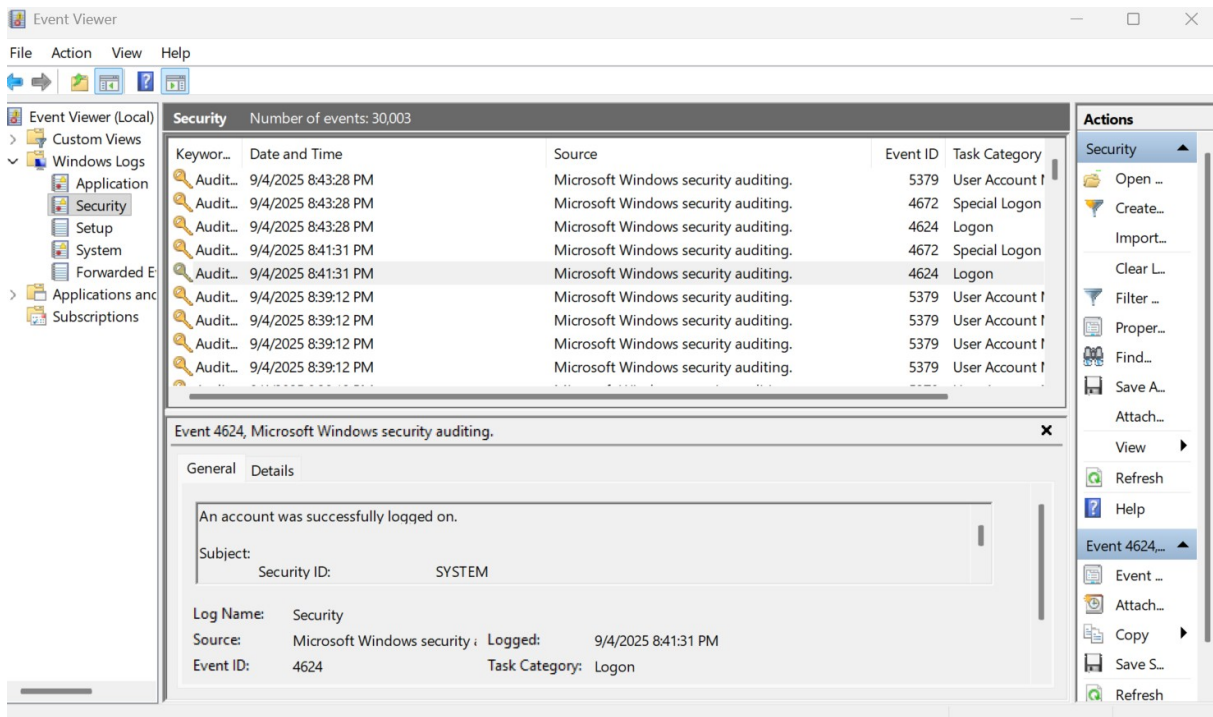 Event Viewer
File Action View Help
Event Viewer (Local)
Custom Views
Windows Logs
Application
Security
Setup
System
Forwarded E
Applications and
Subscriptions
Security Number of events: 30,003
Keywor... Date and Time Source Event ID Task Category
Audit... 9/4/2025 8:43:28 PM Microsoft Windows security auditing. 5379 User Account M
Audit... 9/4/2025 8:43:28 PM Microsoft Windows security auditing. 4672 Special Logon
Audit... 9/4/2025 8:43:28 PM Microsoft Windows security auditing. 4624 Logon
Audit... 9/4/2025 8:41:31 PM Microsoft Windows security auditing. 4672 Special Logon
Audit... 9/4/2025 8:41:31 PM Microsoft Windows security auditing. 4624 Logon
Audit... 9/4/2025 8:39:12 PM Microsoft Windows security auditing. 5379 User Account M
Audit... 9/4/2025 8:39:12 PM Microsoft Windows security auditing. 5379 User Account M
Audit... 9/4/2025 8:39:12 PM Microsoft Windows security auditing. 5379 User Account M
Audit... 9/4/2025 8:39:12 PM Microsoft Windows security auditing. 5379 User Account M
Event 4624, Microsoft Windows security auditing.
General Details
An account was successfully logged on.
Subject:
Security ID: SYSTEM
Log Name: Security
Source: Microsoft Windows security Logged: 9/4/2025 8:41:31 PM
Event ID: 4624 Task Category: Logon
Actions
Security
Open ...
Create...
Import...
Clear L...
Filter ...
Proper...
Find...
Save A...
Attach...
View
Refresh
Help
Event 4624,...
Event ...
Attach...
Copy
Save S...
Refresh